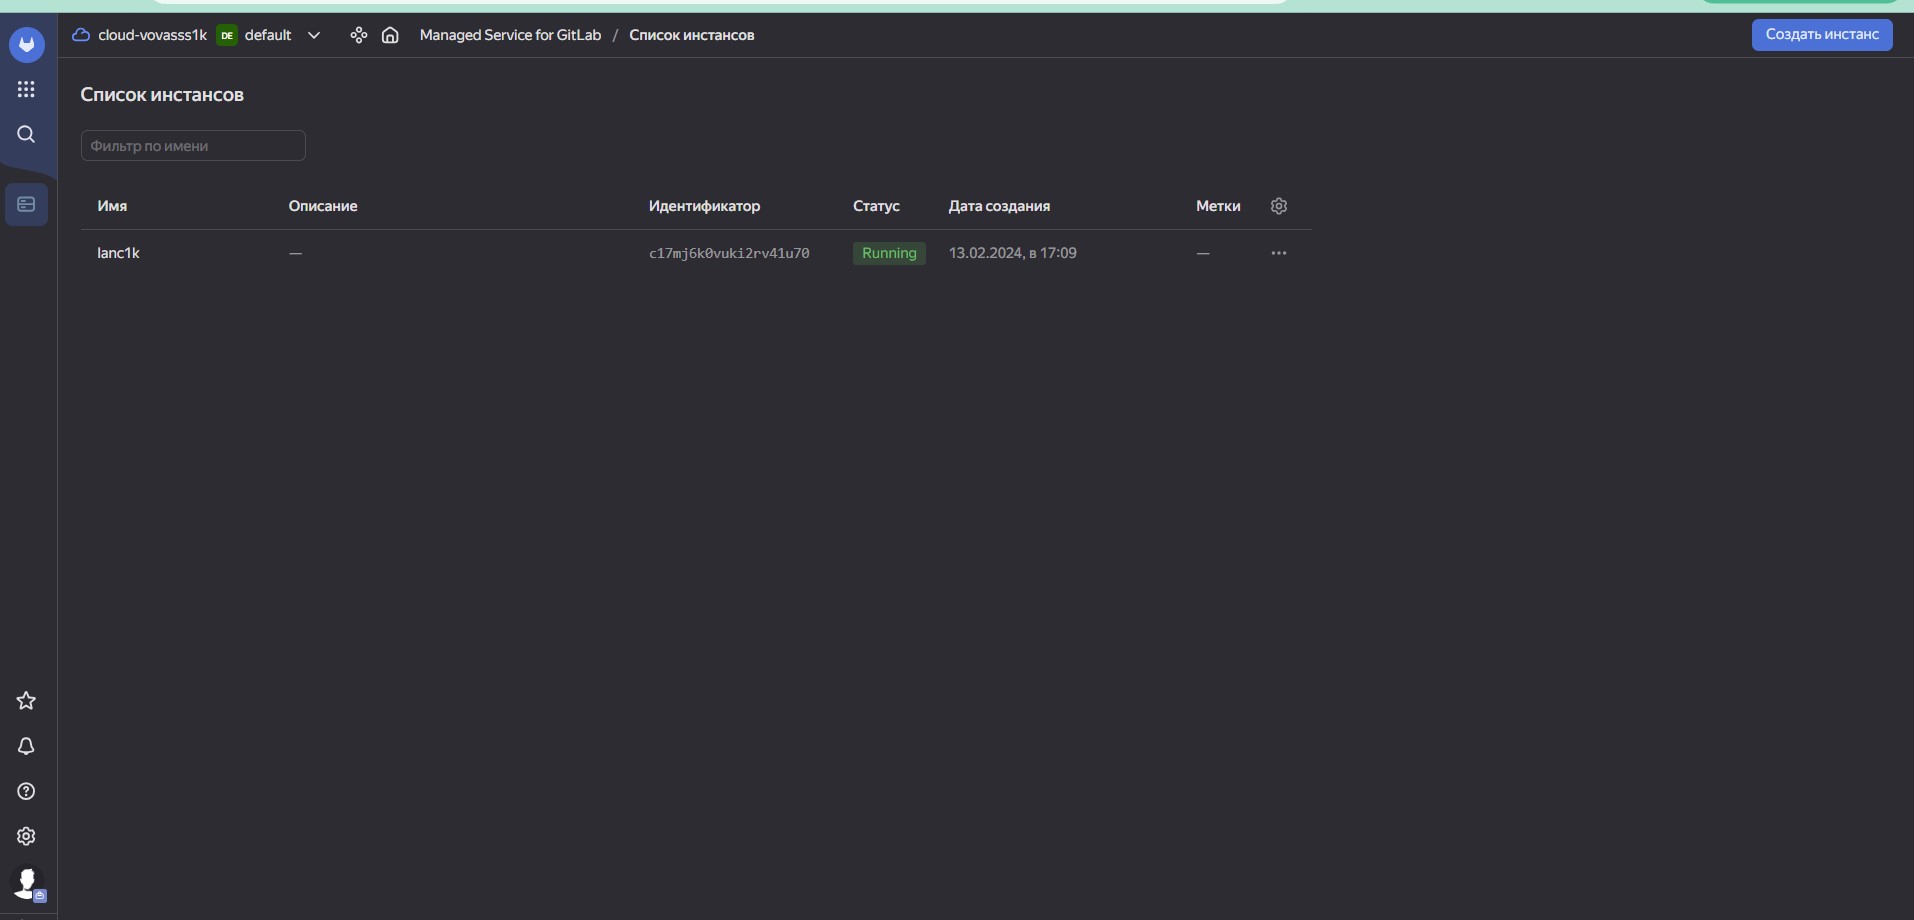 cloud-vovasss1k DE default Managed Service for GitLab / Список инстансов Создать инстанс
Список инстансов
Фильтр по имени
Имя Описание Идентификатор Статус Дата создания Метки
lanc1k — c17mj6k0vuki2rv41u70 Running 13.02.2024, в 17:09 —